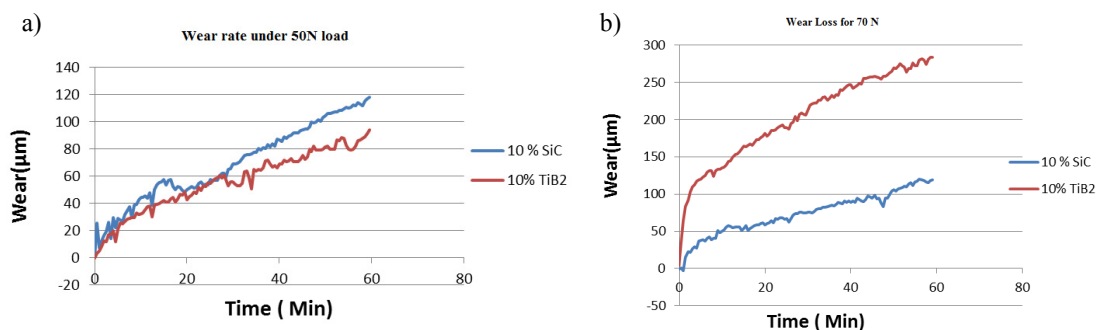 a)
Wear rate under 50N load
140
120
100
80
60
40
20
0
-20
0
20
40
60
80
Wear(µm)
Time ( Min)
10 % SiC
10% TiB2
b)
Wear Loss for 70 N
300
250
200
150
100
50
0
-50
0
20
40
60
80
Wear(µm)
Time ( Min)
10 % SiC
10% TiB2